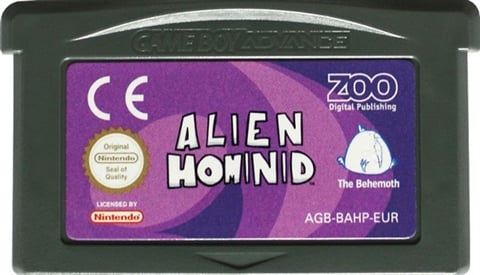 GAME BOY ADVANCE
CE
ZOO
Digital Publishing
ALIEN
HOMINID
™
Original
Nintendo
Seal of
Quality
The Behemoth
LICENSED BY
Nintendo
AGB-BAHP-EUR